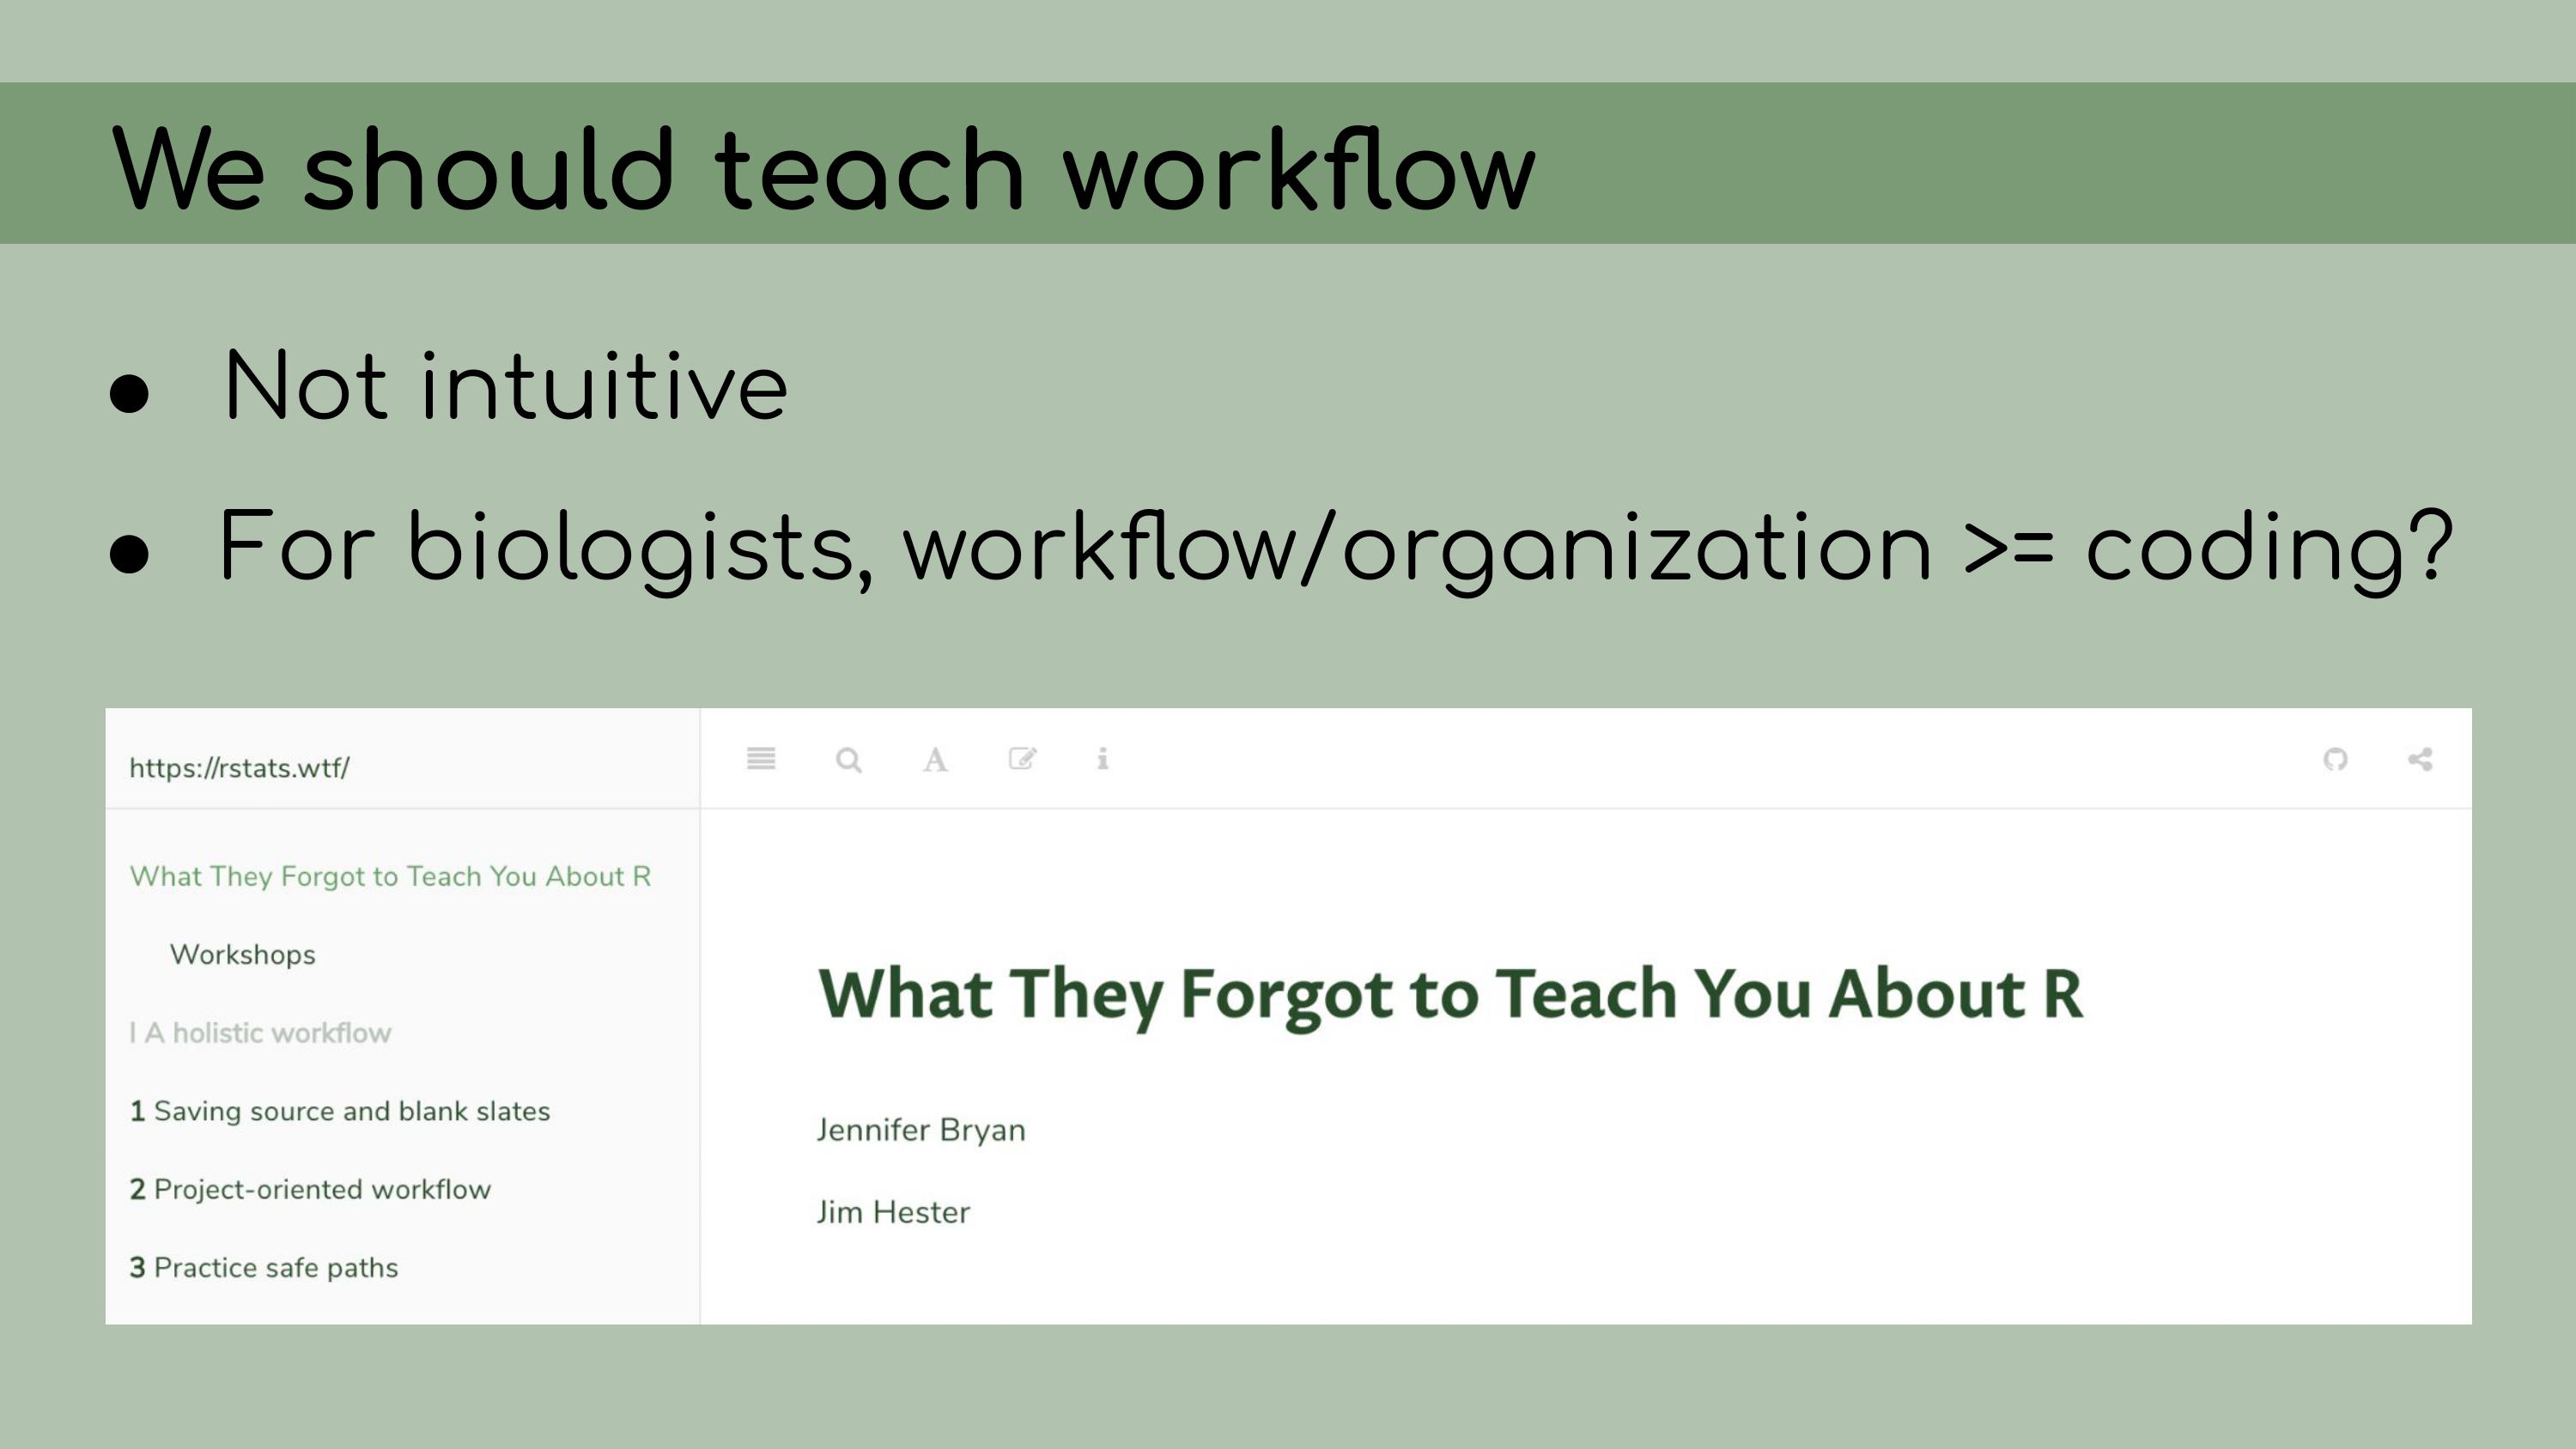 We should teach workflow
● Not intuitive
● For biologists, workflow/organization >= coding?
https://rstats.wtf/
What They Forgot to Teach You About R
Workshops
I A holistic workflow
1 Saving source and blank slates
2 Project-oriented workflow
3 Practice safe paths
What They Forgot to Teach You About R
Jennifer Bryan
Jim Hester